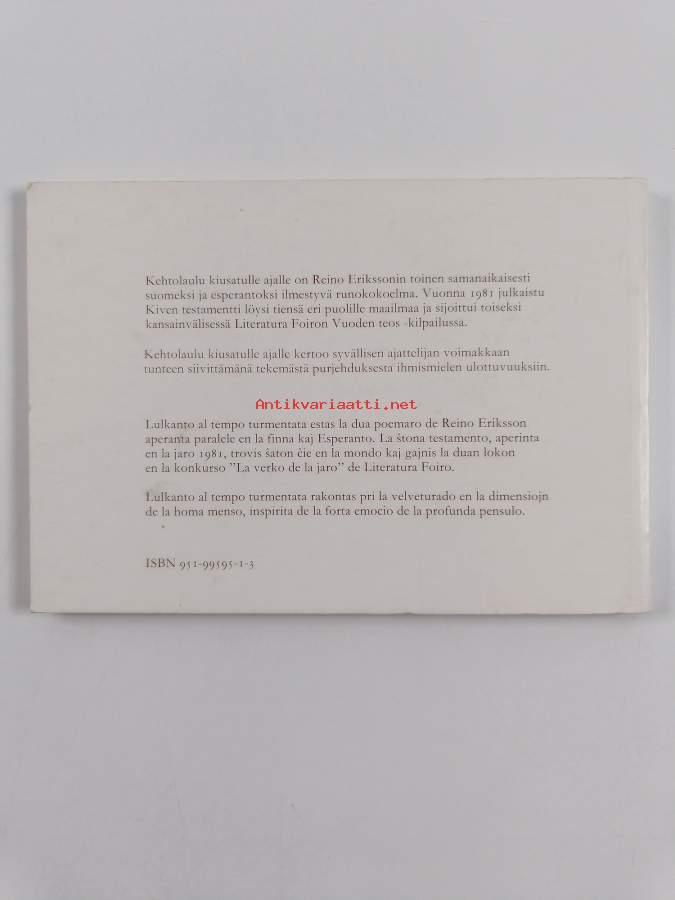 Kehtolaulu kiusatulle ajalle on Reino Erikssonin toinen samanaikaisesti
suomeksi ja esperantoksi ilmestyvä runokokoelma. Vuonna 1981 julkaistu
Kiven testamentti löysi tiensä eri puolille maailmaa ja sijoittui toiseksi
kansainvälisessä Literatura Foiron Vuoden teos -kilpailussa.
Kehtolaulu kiusatulle ajalle kertoo syvällisen ajattelijan voimakkaan
tunteen siivittämänä tekemästä purjehduksesta ihmismielen ulottuvuuksiin.
Antikvariaatti.net
Lulkanto al tempo turmentata estas la dua poemaro de Reino Eriksson
aperanta paralele en la finna kaj Esperanto. La ŝtona testamento, aperinta
en la jaro 1981, trovis ŝaton ĉie en la mondo kaj gajnis la duan lokon
en la konkurso "La verko de la jaro" de Literatura Foiro.
Lulkanto al tempo turmentata rakontas pri la velveturado en la dimensiojn
de la homa menso, inspirita de la forta emocio de la profunda pensulo.
ISBN 951-99595-1-3